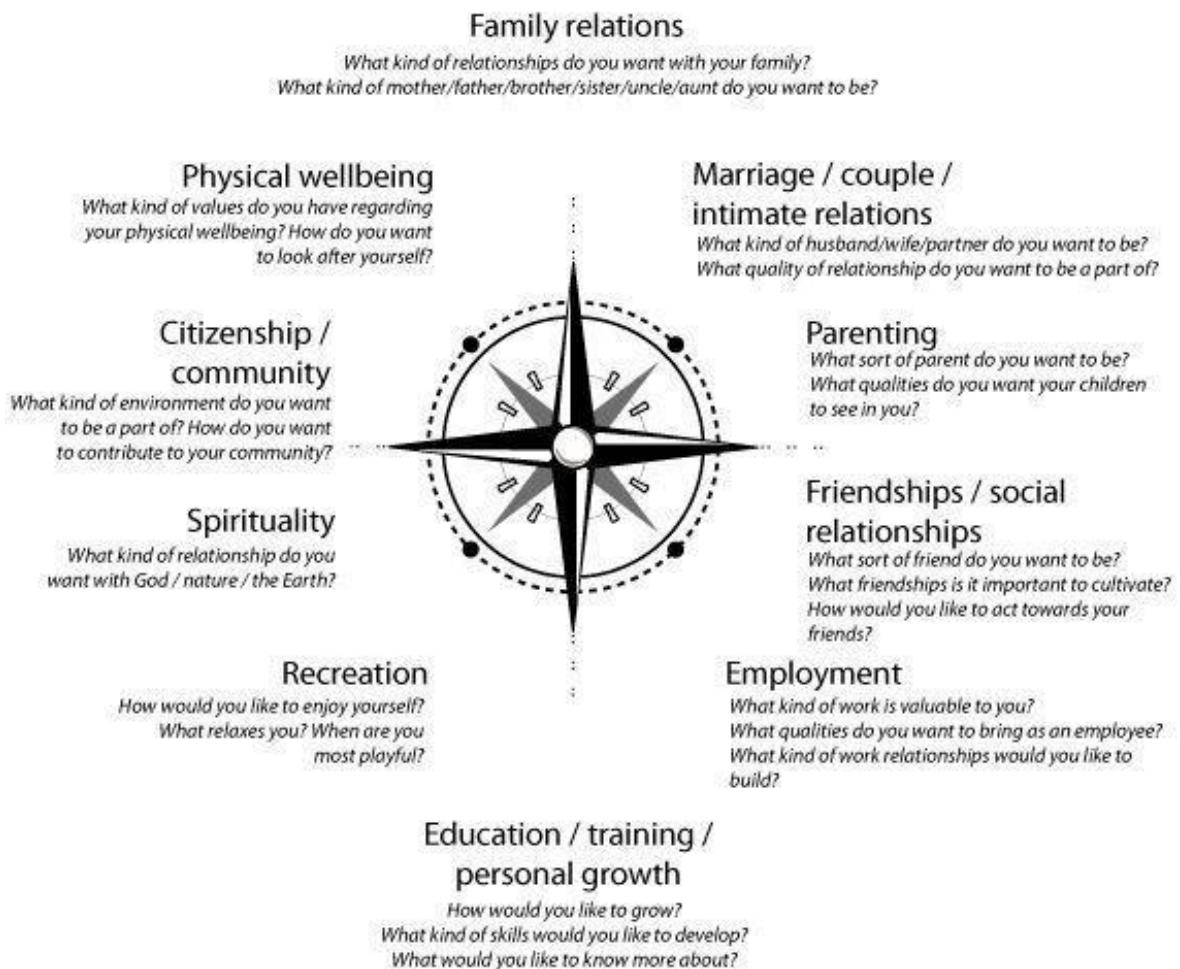 Family relations
What kind of relationships do you want with your family?
What kind of mother/father/brother/sister/uncle/aunt do you want to be?
Physical wellbeing
What kind of values do you have regarding
your physical wellbeing? How do you want
to look after yourself?
Marriage / couple /
intimate relations
What kind of husband/wife/partner do you want to be?
What quality of relationship do you want to be a part of?
Citizenship /
community
What kind of environment do you want
to be a part of? How do you want
to contribute to your community?
Parenting
What sort of parent do you want to be?
What qualities do you want your children
to see in you?
Spirituality
What kind of relationship do you
want with God / nature / the Earth?
Friendships / social
relationships
What sort of friend do you want to be?
What friendships is it important to cultivate?
How would you like to act towards your
friends?
Recreation
How would you like to enjoy yourself?
What relaxes you? When are you
most playful?
Employment
What kind of work is valuable to you?
What qualities do you want to bring as an employee?
What kind of work relationships would you like to
build?
Education / training /
personal growth
How would you like to grow?
What kind of skills would you like to develop?
What would you like to know more about?